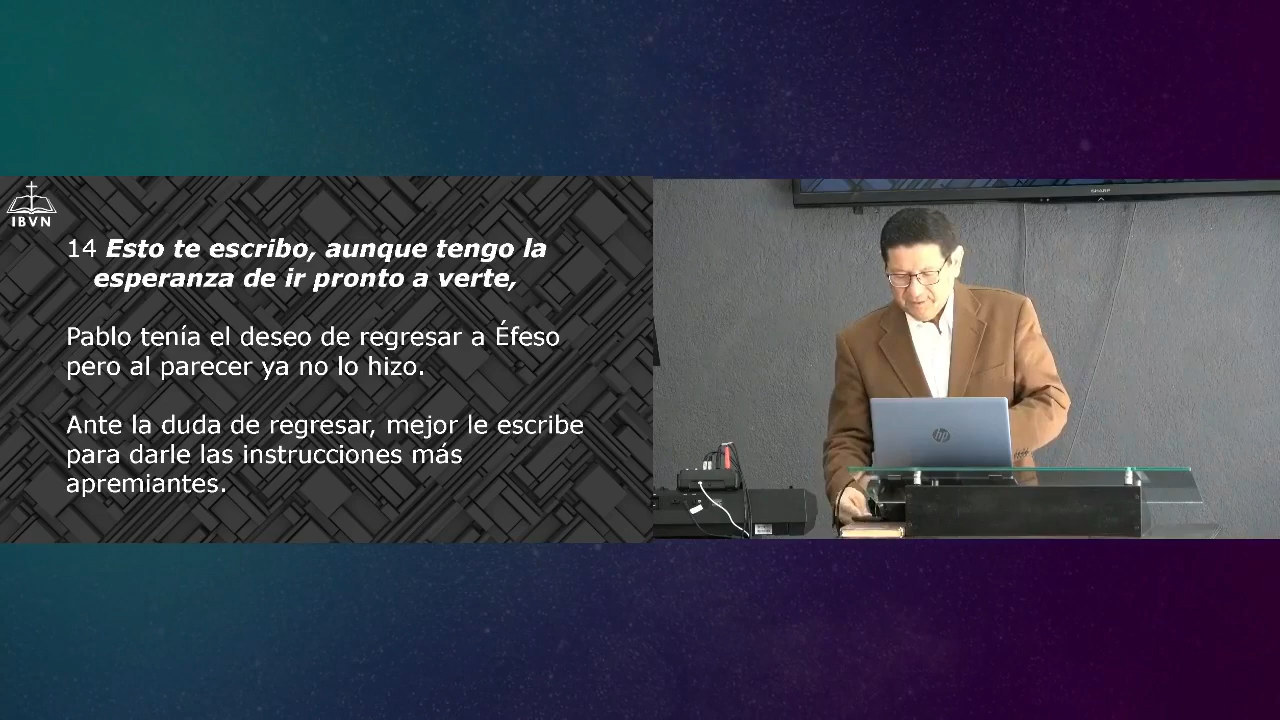 IBVN
14 Esto te escribo, aunque tengo la
esperanza de ir pronto a verte,
Pablo tenía el deseo de regresar a Éfeso
pero al parecer ya no lo hizo.
Ante la duda de regresar, mejor le escribe
para darle las instrucciones más
apremiantes.
SHARP
hp